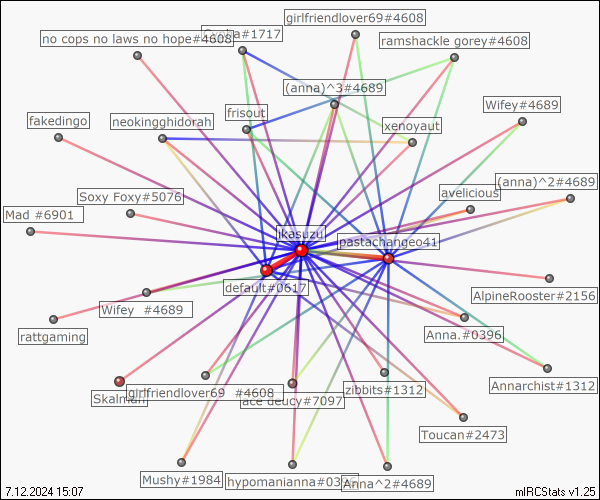 girlfriendlover69#4608
#1717
no cops no laws no hope#4608
ramshackle gorey#4608
(anna)^3#4689
Wifey#4689
frisout
fakedingo
neokingghidorah
xenoyaut
(anna)^2#4689
Soxy Foxy#5076
avelicious
Mad #6901
ikasuzu
pastachangeo41
default#0617
AlpineRooster#2156
Wifey #4689
rattgaming
Anna.#0396
Annarchist#1312
zibbits#1312
girlfriendlover69 #4608
Skalman
ace deucy#7097
Toucan#2473
Mushy#1984
hypomanianna#03
Anna^2#4689
7.12.2024 15:07
mIRCStats v1.25